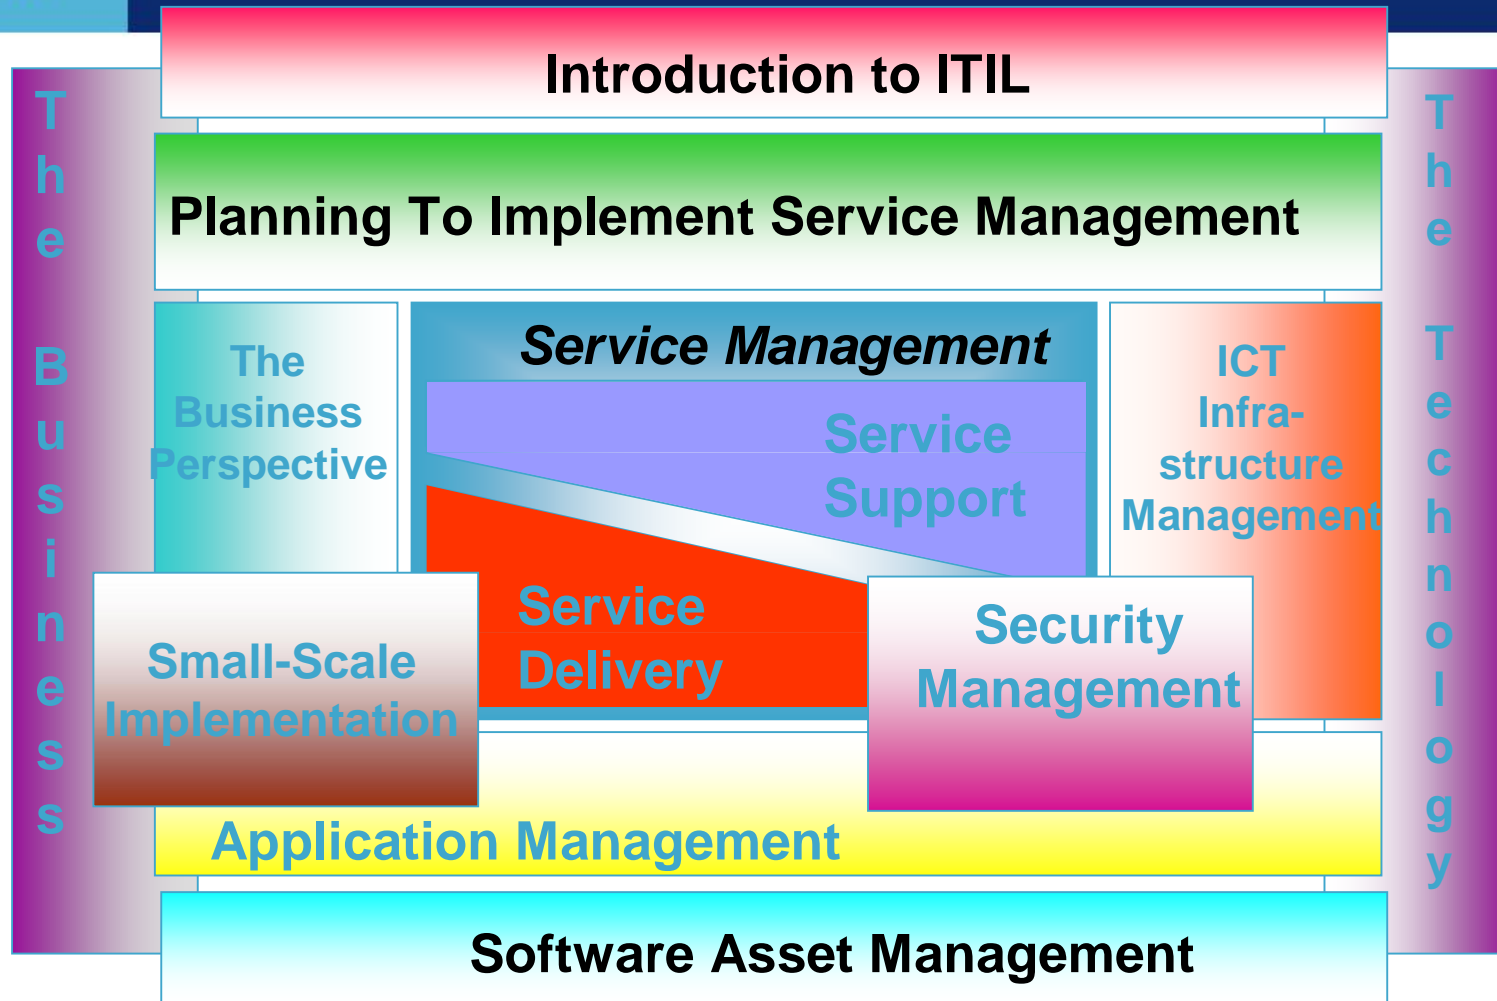 Introduction to ITIL
Planning To Implement Service Management
The Business
The
Business
Perspective
Service Management
Service
Support
Service
Delivery
ICT
Infra-
structure
Management
The Technology
Small-Scale
Implementation
Security
Management
Application Management
Software Asset Management